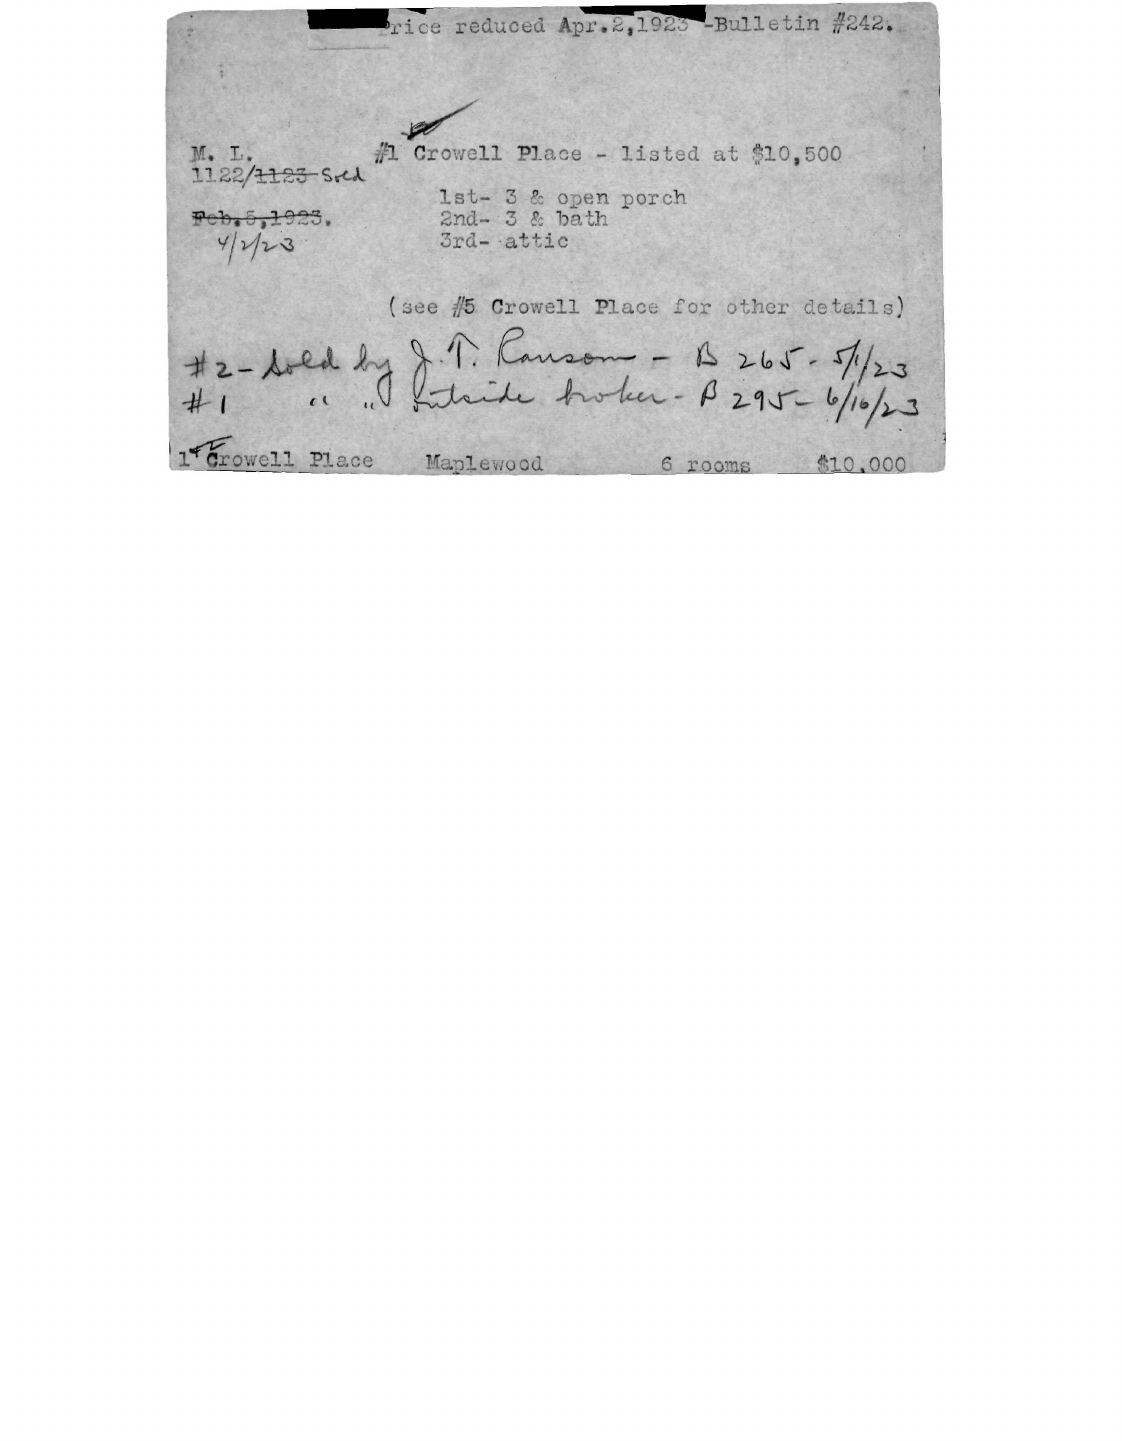 Price reduced Apr.2,1923 -Bulletin #242.
M. L. #1 Crowell Place - listed at $10,500
1122/1123 Sold
1st- 3 & open porch
Feb.5,1923. 2nd- 3 & bath
4/2/23 3rd- attic
(see #5 Crowell Place for other details)
#2- Sold by J. T. Ransom - B 265 - 5/1/23
#1 " " outside broker - B 295 - 6/16/23
1 Crowell Place Maplewood 6 rooms $10,000